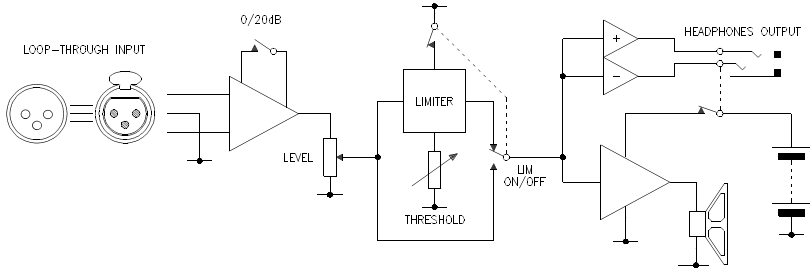 0/20dB
LOOP-THROUGH INPUT
HEADPHONES OUTPUT
+
−
LIMITER
LEVEL
LIM
ON/OFF
THRESHOLD